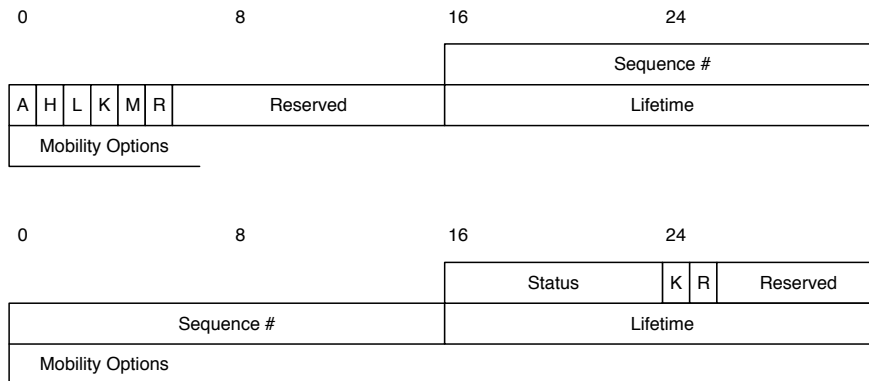 0 8 16 24
Sequence #
A H L K M R Reserved Lifetime
Mobility Options
0 8 16 24
Status K R Reserved
Sequence # Lifetime
Mobility Options